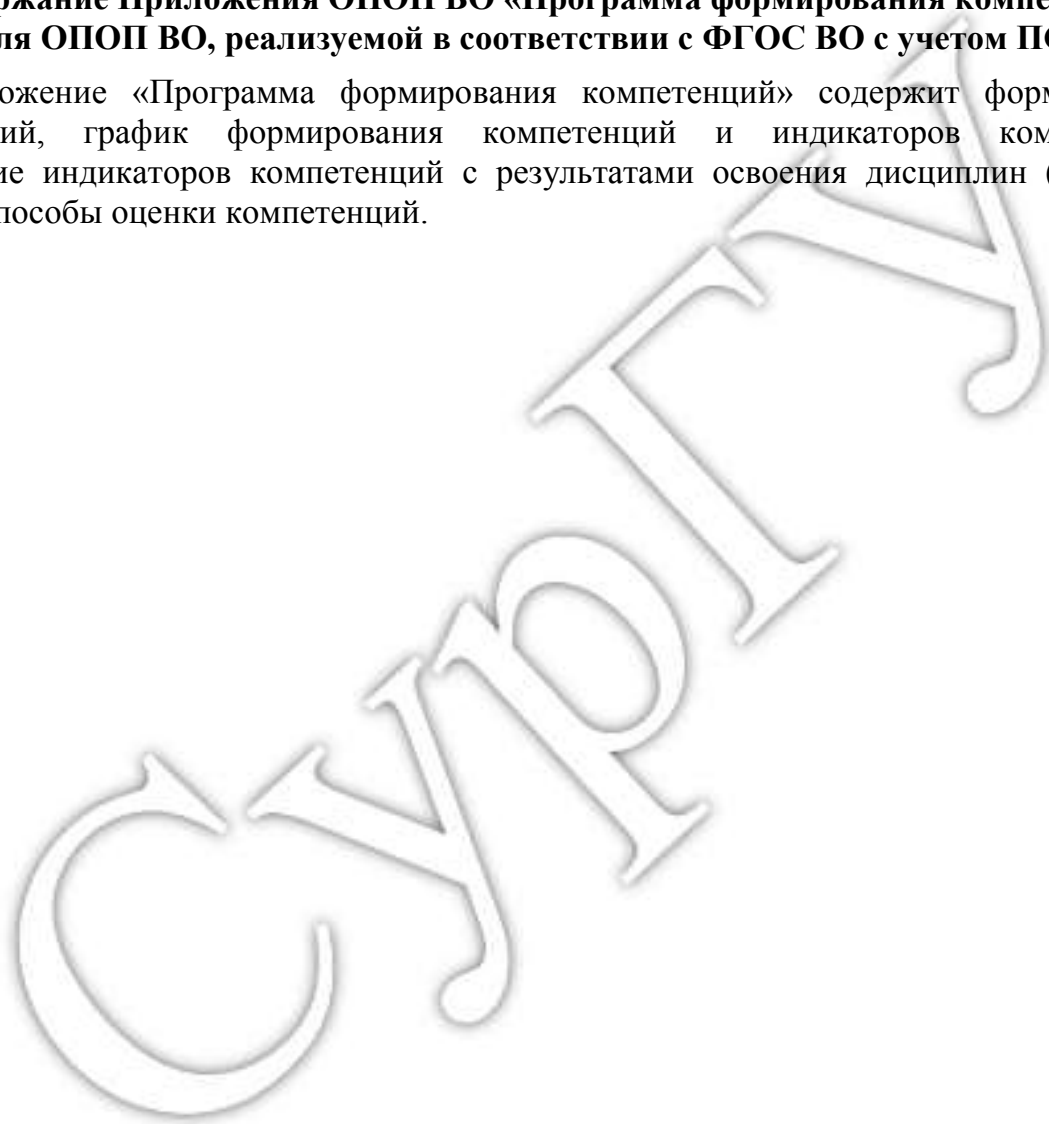 ржание Приложения ОПОП ВО «Программа формирования компе
ля ОПОП ВО, реализуемой в соответствии с ФГОС ВО с учетом ПО
ожение «Программа формирования компетенций» содержит форм
ий, график формирования компетенций и индикаторов ком
ие индикаторов компетенций с результатами освоения дисциплин (
пособы оценки компетенций.
СурГУ